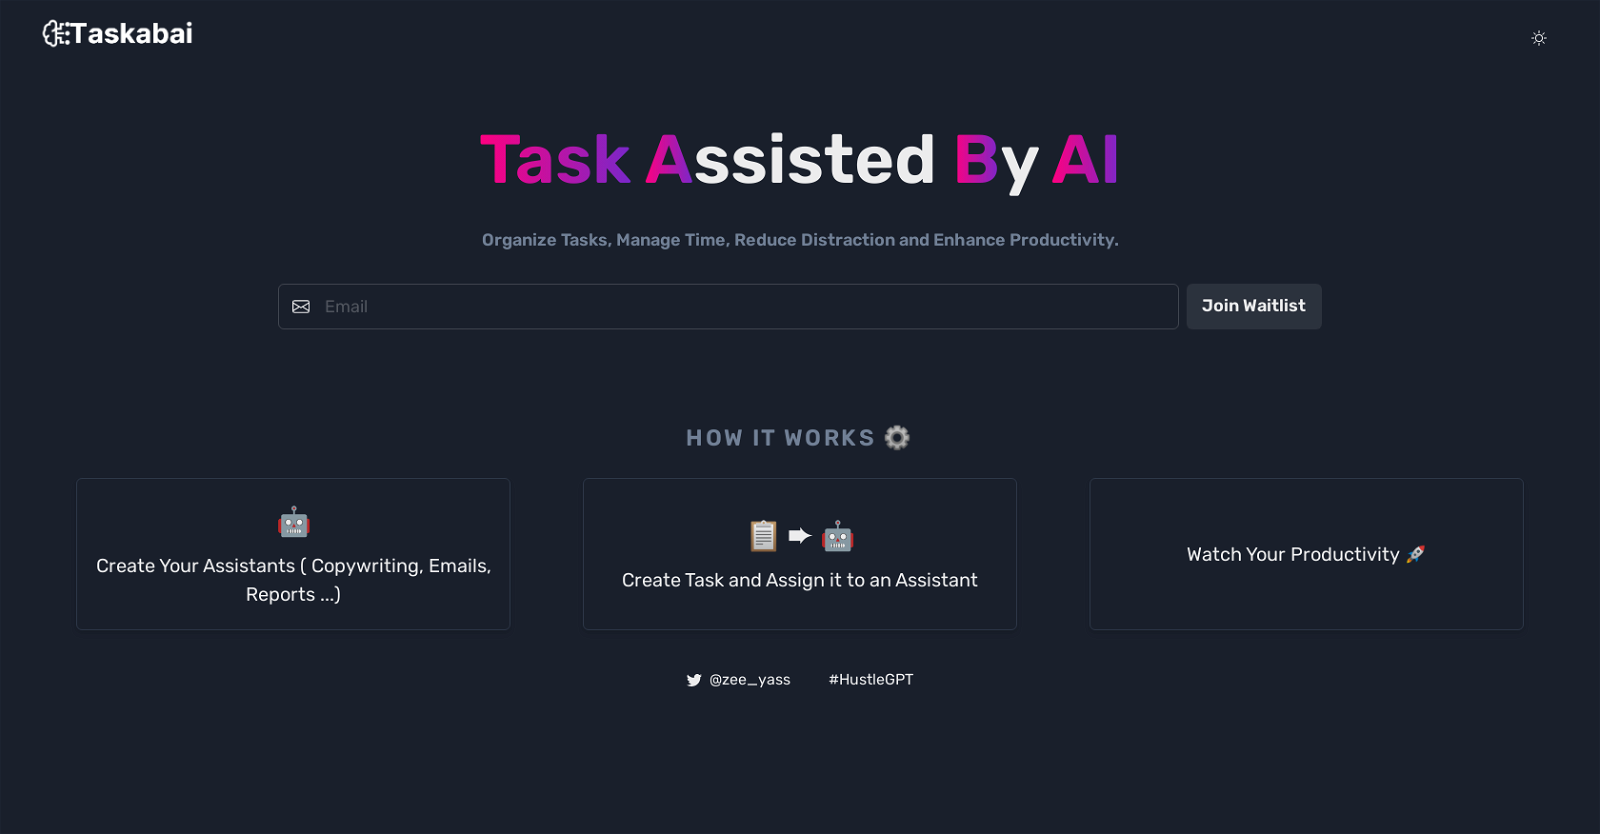 Taskabai
Task Assisted By AI
Organize Tasks, Manage Time, Reduce Distraction and Enhance Productivity.
Email
Join Waitlist
HOW IT WORKS
Create Your Assistants ( Copywriting, Emails,
Reports ...)
Create Task and Assign it to an Assistant
Watch Your Productivity 🚀
@zee_yass
#HustleGPT